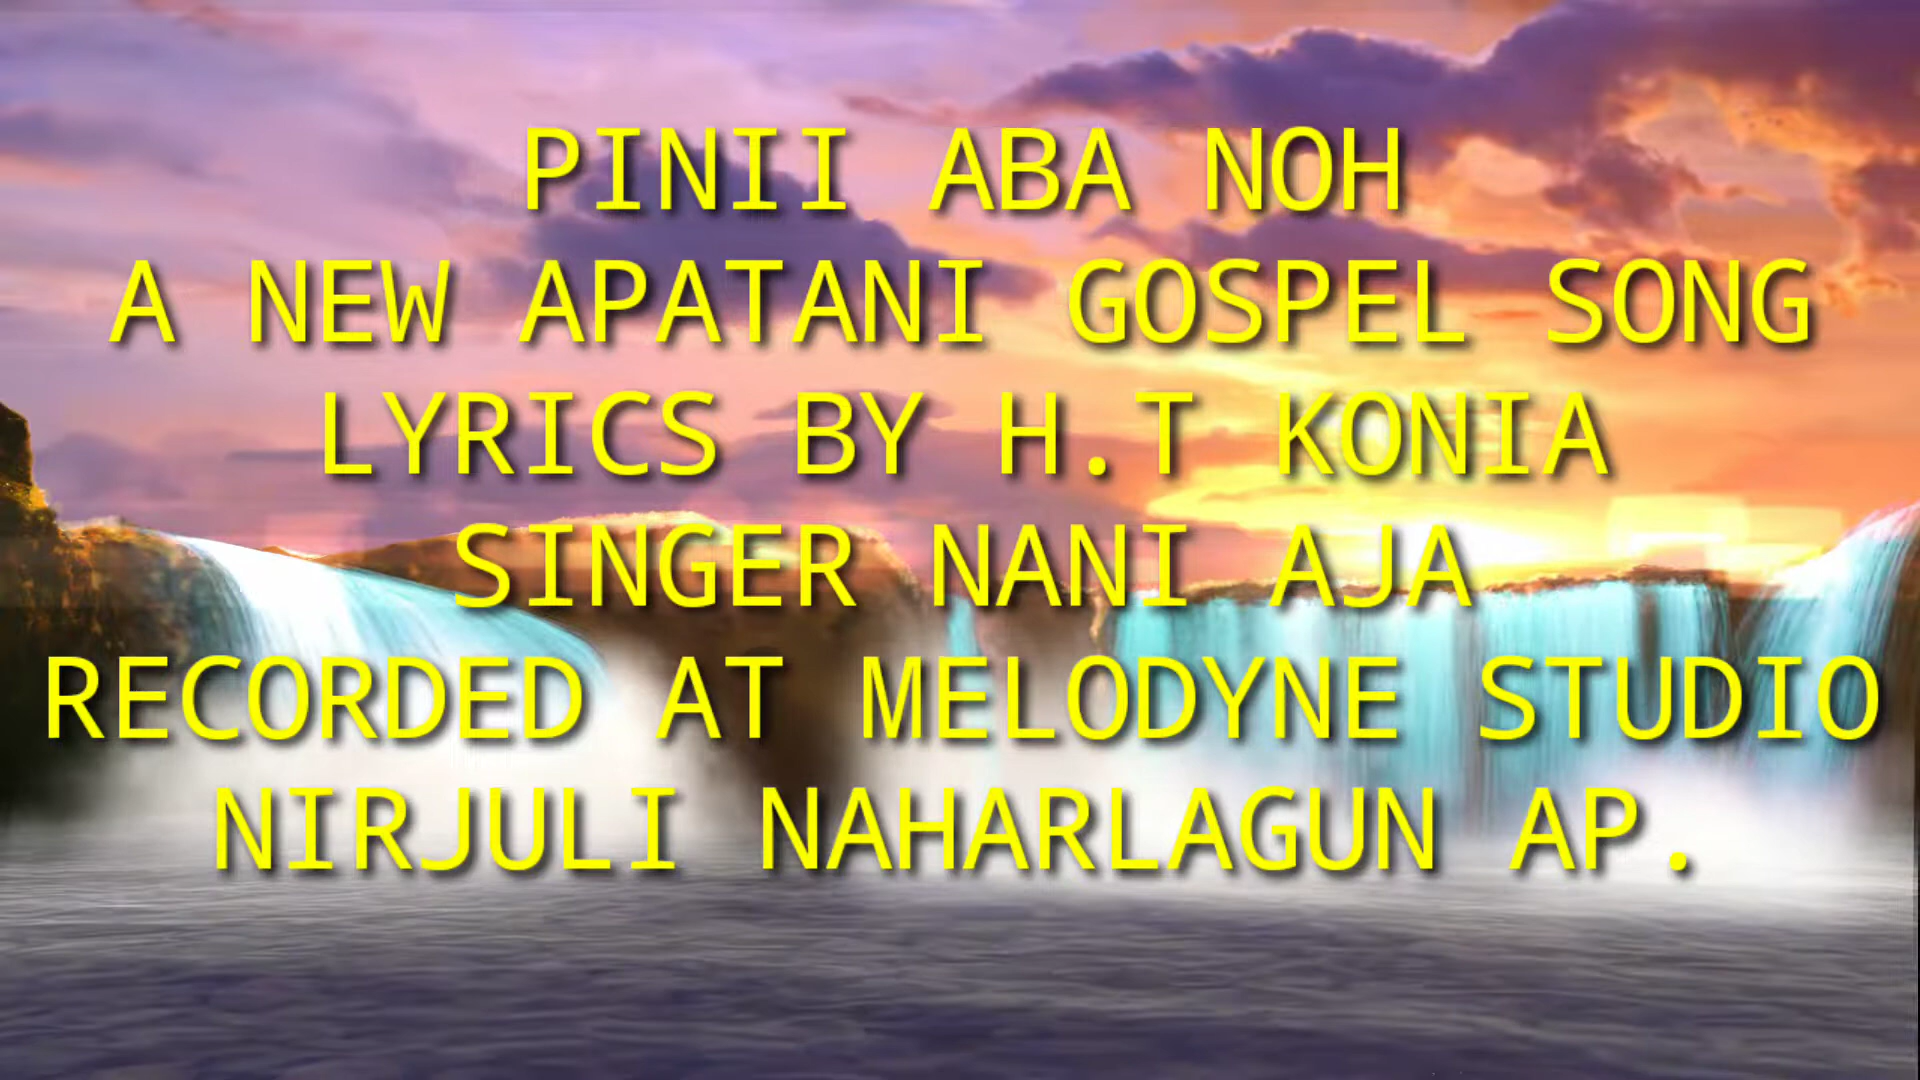 PINII ABA NOH
A NEW APATANI GOSPEL SONG
LYRICS BY H.T KONIA
SINGER NANI AJA
RECORDED AT MELODYNE STUDIO
NIRJULI NAHARLAGUN AP.